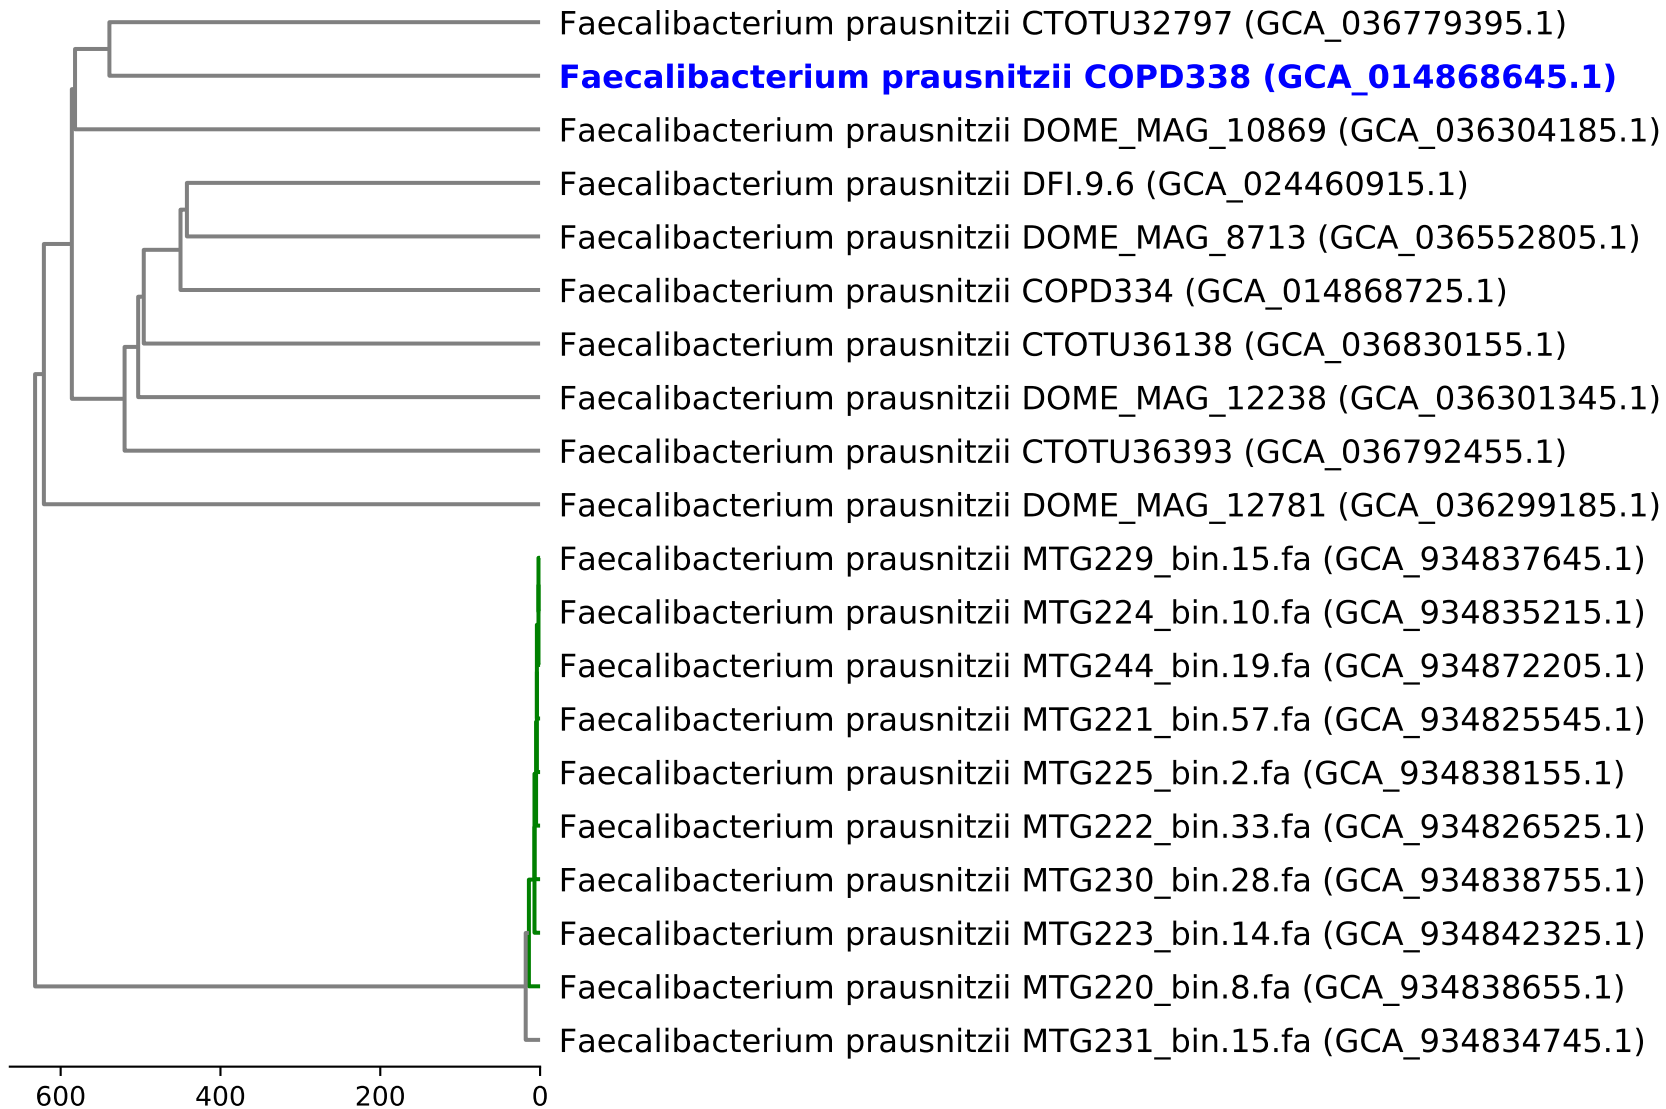 Faecalibacterium prausnitzii CTOTU32797 (GCA_036779395.1)
Faecalibacterium prausnitzii COPD338 (GCA_014868645.1)
Faecalibacterium prausnitzii DOME_MAG_10869 (GCA_036304185.1)
Faecalibacterium prausnitzii DFI.9.6 (GCA_024460915.1)
Faecalibacterium prausnitzii DOME_MAG_8713 (GCA_036552805.1)
Faecalibacterium prausnitzii COPD334 (GCA_014868725.1)
Faecalibacterium prausnitzii CTOTU36138 (GCA_036830155.1)
Faecalibacterium prausnitzii DOME_MAG_12238 (GCA_036301345.1)
Faecalibacterium prausnitzii CTOTU36393 (GCA_036792455.1)
Faecalibacterium prausnitzii DOME_MAG_12781 (GCA_036299185.1)
Faecalibacterium prausnitzii MTG229_bin.15.fa (GCA_934837645.1)
Faecalibacterium prausnitzii MTG224_bin.10.fa (GCA_934835215.1)
Faecalibacterium prausnitzii MTG244_bin.19.fa (GCA_934872205.1)
Faecalibacterium prausnitzii MTG221_bin.57.fa (GCA_934825545.1)
Faecalibacterium prausnitzii MTG225_bin.2.fa (GCA_934838155.1)
Faecalibacterium prausnitzii MTG222_bin.33.fa (GCA_934826525.1)
Faecalibacterium prausnitzii MTG230_bin.28.fa (GCA_934838755.1)
Faecalibacterium prausnitzii MTG223_bin.14.fa (GCA_934842325.1)
Faecalibacterium prausnitzii MTG220_bin.8.fa (GCA_934838655.1)
Faecalibacterium prausnitzii MTG231_bin.15.fa (GCA_934834745.1)
600 400 200 0